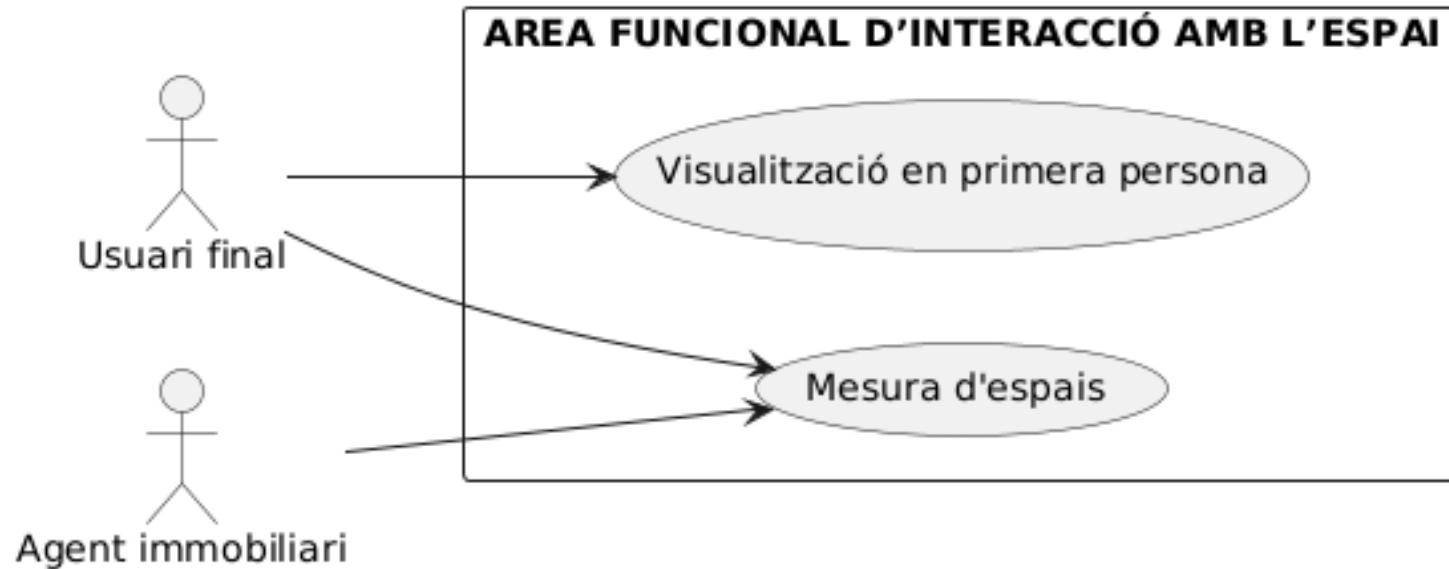 AREA FUNCIONAL D’INTERACCIÓ AMB L’ESPAI
Visualització en primera persona
Usuari final
Mesura d'espais
Agent immobiliari